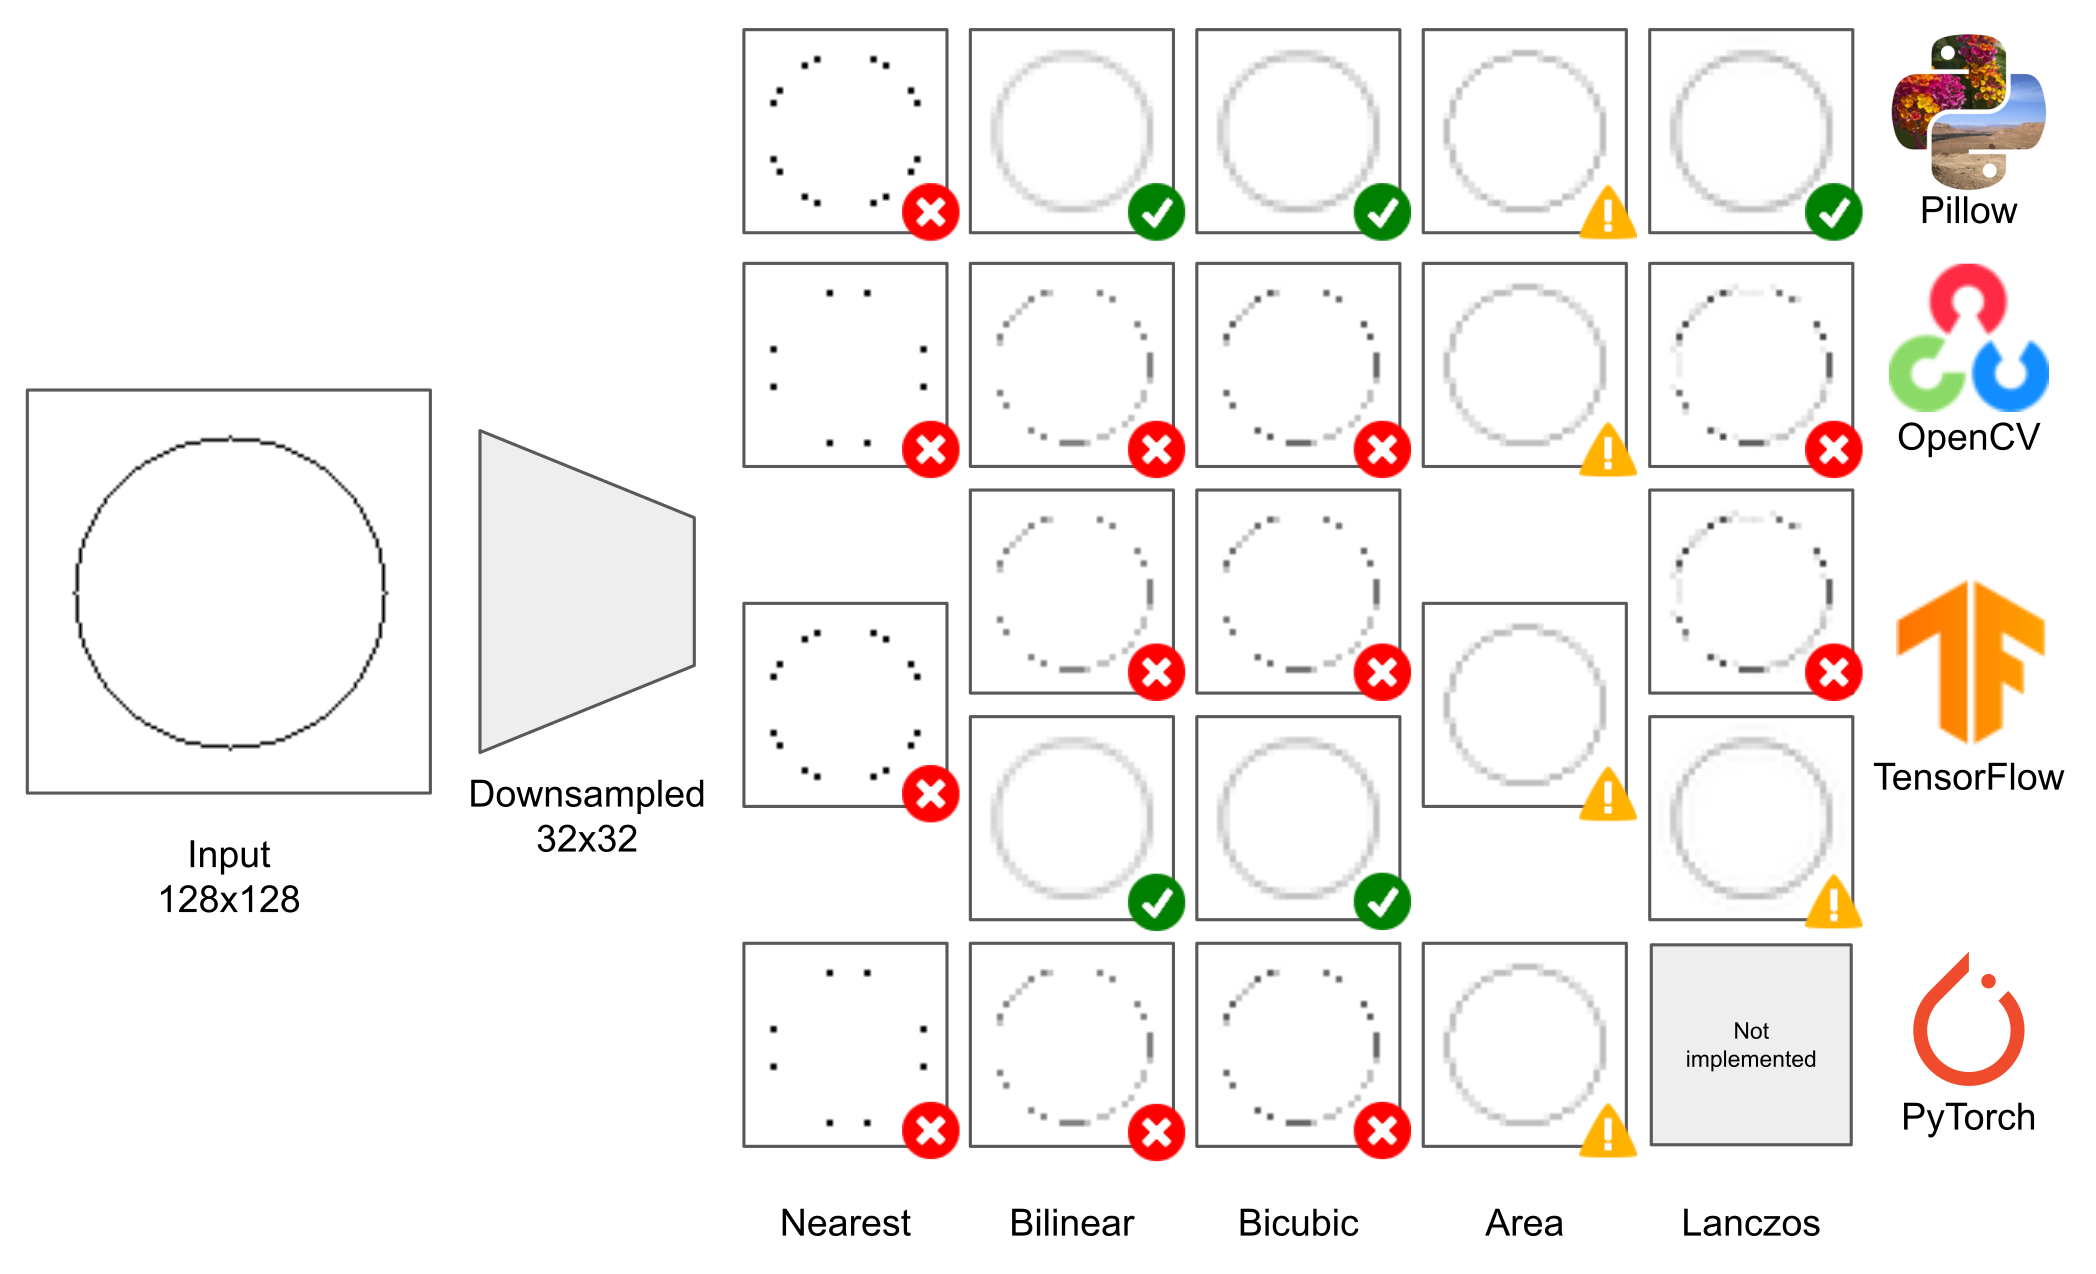 Pillow
OpenCV
TensorFlow
Downsampled
32x32
Input
128x128
Not
implemented
PyTorch
Nearest
Bilinear
Bicubic
Area
Lanczos